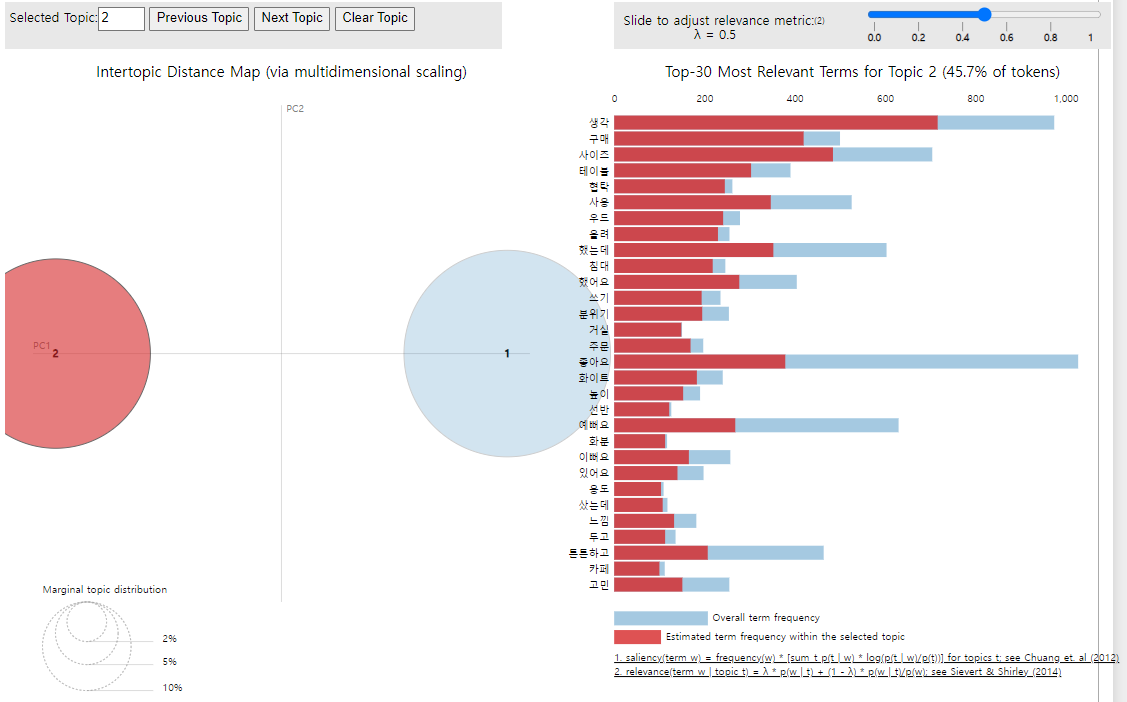 Selected Topic: 2 Previous Topic Next Topic Clear Topic
Slide to adjust relevance metric:(2)
λ = 0.5
0.0 0.2 0.4 0.6 0.8 1
Intertopic Distance Map (via multidimensional scaling)
PC2
PC1
2
1
Marginal topic distribution
2%
5%
10%
Top-30 Most Relevant Terms for Topic 2 (45.7% of tokens)
0 200 400 600 800 1,000
생각
구매
사이즈
테이블
협탁
사용
우드
올려
했는데
침대
했어요
쓰기
분위기
거실
주문
좋아요
화이트
높이
선반
예뻐요
화분
이뻐요
있어요
용도
샀는데
느낌
두고
튼튼하고
카페
고민
Overall term frequency
Estimated term frequency within the selected topic
1. saliency(term w) = frequency(w) * [sum_t p(t | w) * log(p(t | w)/p(t))] for topics t; see Chuang et. al (2012)
2. relevance(term w | topic t) = λ * p(w | t) + (1 - λ) * p(w | t)/p(w); see Sievert & Shirley (2014)